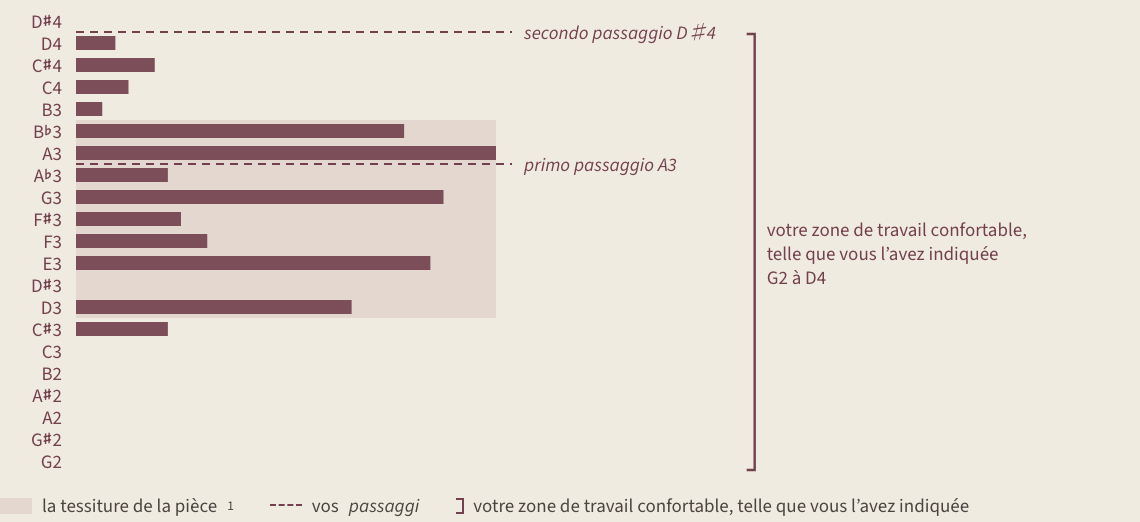 D♯4
secondo passaggio D ♯4
D4
C♯4
C4
B3
B♭3
A3
primo passaggio A3
A♭3
G3
F♯3
F3
E3
D♯3
D3
C♯3
C3
B2
A♯2
A2
G♯2
G2
votre zone de travail confortable,
telle que vous l’avez indiquée
G2 à D4
la tessiture de la pièce 1 vos passaggi votre zone de travail confortable, telle que vous l’avez indiquée